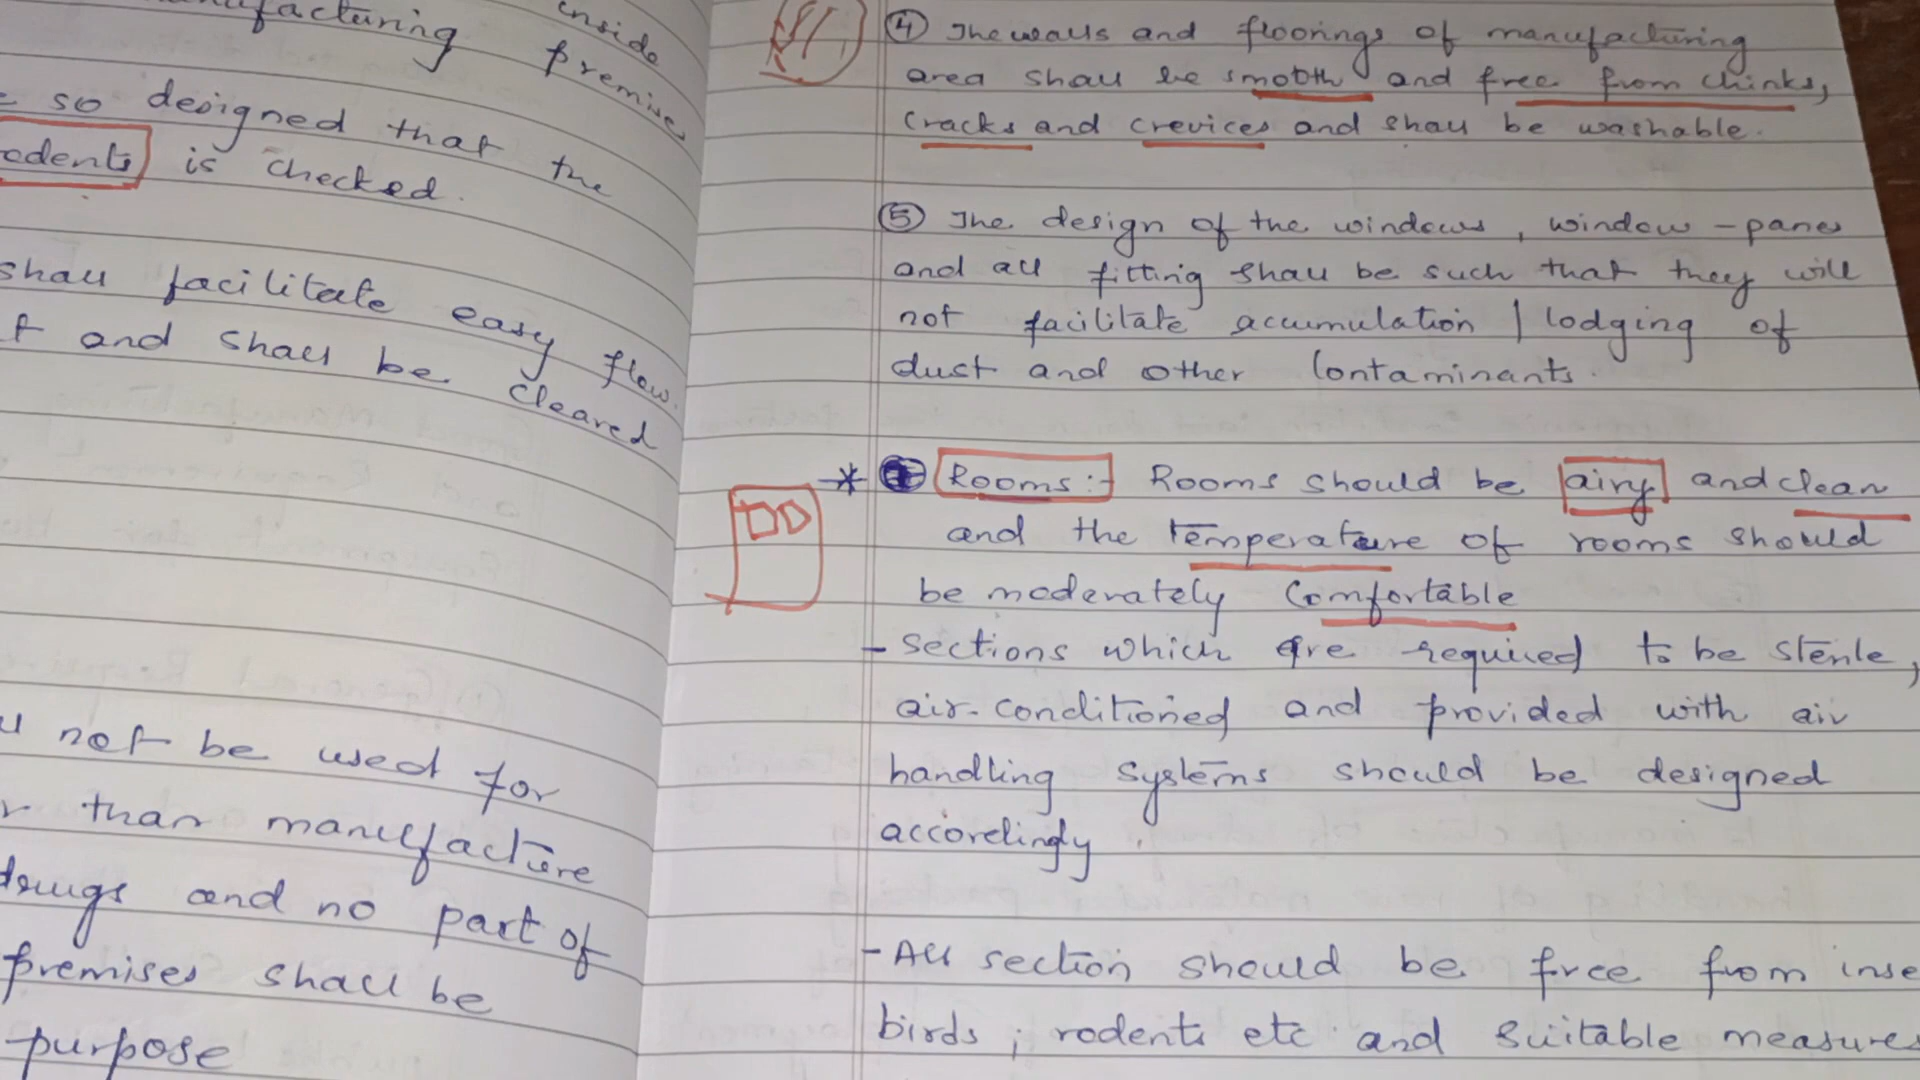 manufacturing inside
premises
so designed that the
is checked.
shall facilitate easy flow.
and shall be cleared
not be used for
than manufacture
drugs and no part of
premises shall be
purpose
④ The walls and floorings of manufacturing
area shall be smooth and free from chinks,
cracks and crevices and shall be washable.
⑤ The design of the windows, window-panes
and all fitting shall be such that they will
not facilitate accumulation / lodging of
dust and other contaminants.
* Rooms :- Rooms should be airy and clean
and the temperature of rooms should
be moderately comfortable
- sections which are required to be sterile,
air-conditioned and provided with air
handling systems should be designed
accordingly.
- All section should be free from
birds, rodents etc and suitable measures